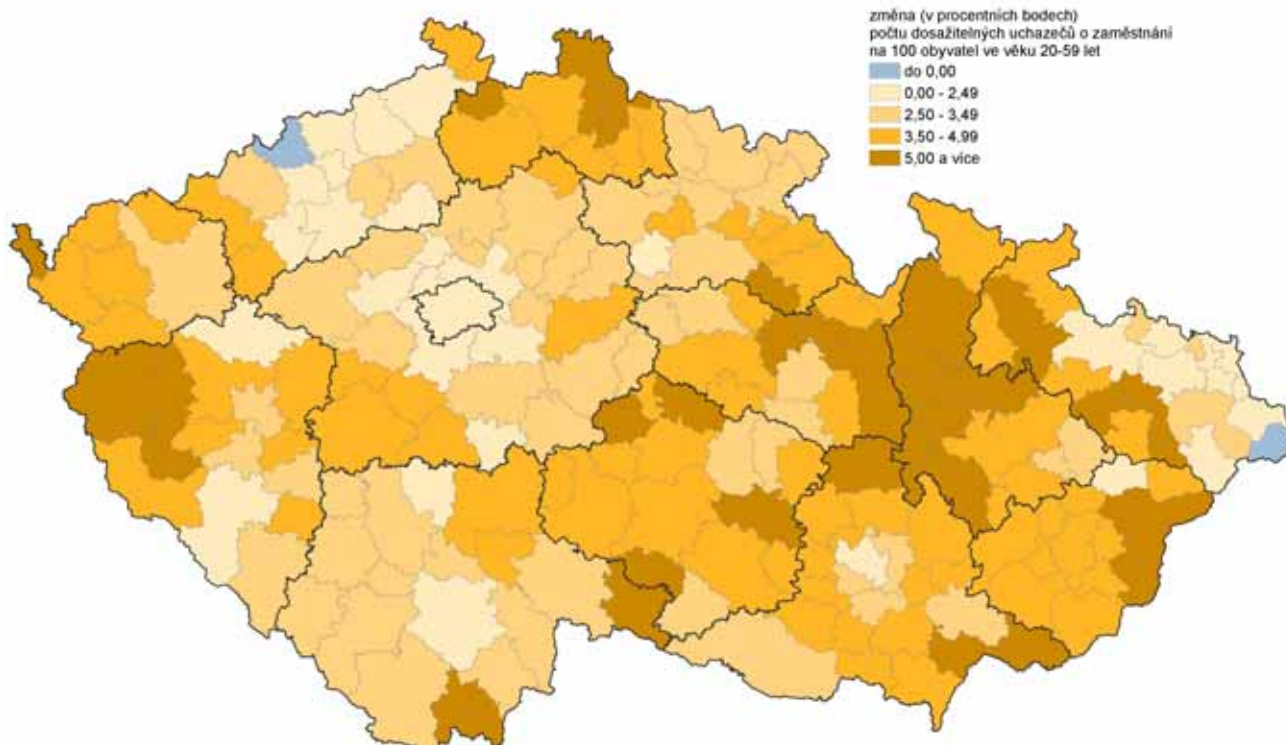 změna (v procentních bodech)
počtu dosažitelných uchazečů o zaměstnání
na 100 obyvatel ve věku 20-59 let
do 0,00
0,00 - 2,49
2,50 - 3,49
3,50 - 4,99
5,00 a více